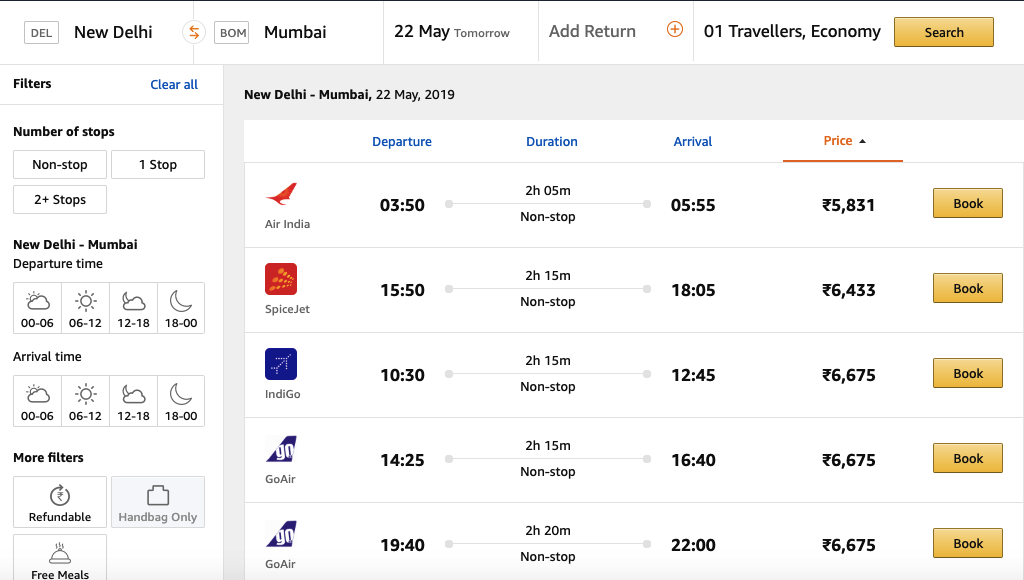 DEL New Delhi BOM Mumbai 22 May Tomorrow Add Return 01 Travellers, Economy Search
Filters Clear all
Number of stops
Non-stop 1 Stop
2+ Stops
New Delhi - Mumbai
Departure time
00-06 06-12 12-18 18-00
Arrival time
00-06 06-12 12-18 18-00
More filters
₹
Refundable Handbag Only
Free Meals
New Delhi - Mumbai, 22 May, 2019
Departure Duration Arrival Price
Air India 03:50 2h 05m Non-stop 05:55 ₹5,831 Book
SpiceJet 15:50 2h 15m Non-stop 18:05 ₹6,433 Book
IndiGo 10:30 2h 15m Non-stop 12:45 ₹6,675 Book
go GoAir 14:25 2h 15m Non-stop 16:40 ₹6,675 Book
go GoAir 19:40 2h 20m Non-stop 22:00 ₹6,675 Book